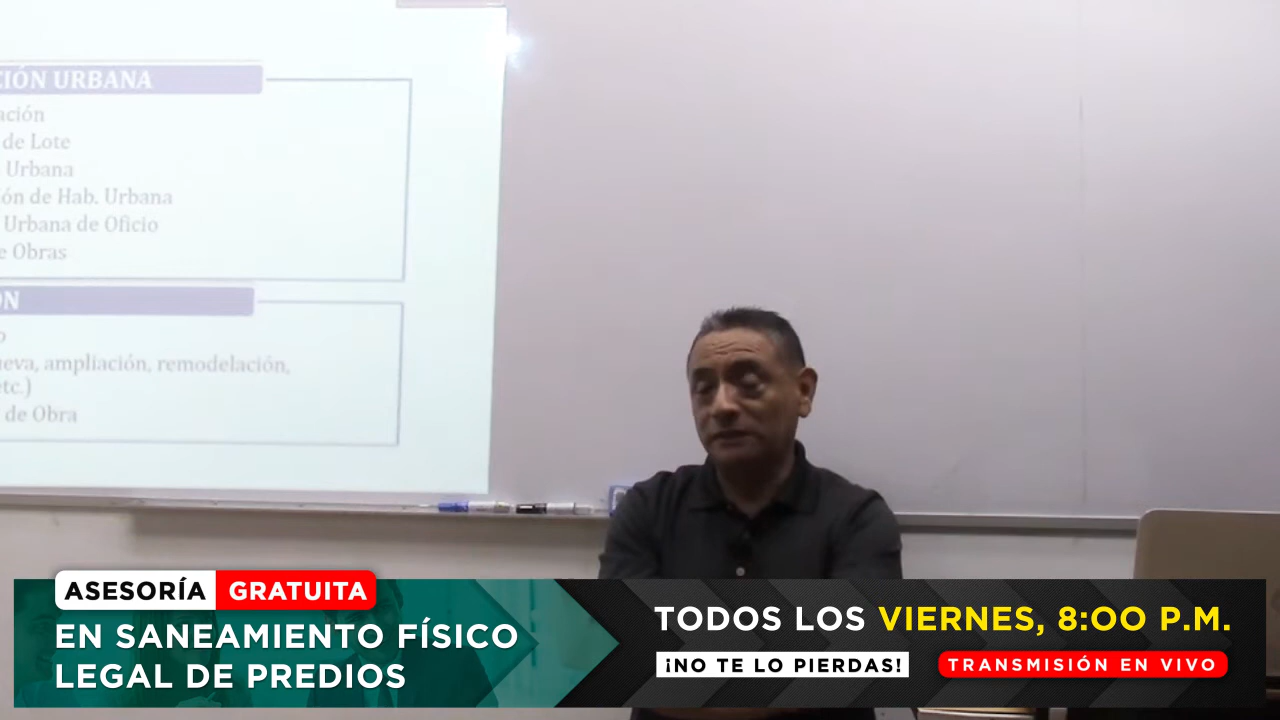 CIÓN URBANA
ación
de Lote
Urbana
ión de Hab. Urbana
Urbana de Oficio
e Obras
ÓN
ueva, ampliación, remodelación,
etc.)
de Obra
ASESORÍA GRATUITA
EN SANEAMIENTO FÍSICO
LEGAL DE PREDIOS
TODOS LOS VIERNES, 8:00 P.M.
¡NO TE LO PIERDAS!
TRANSMISIÓN EN VIVO